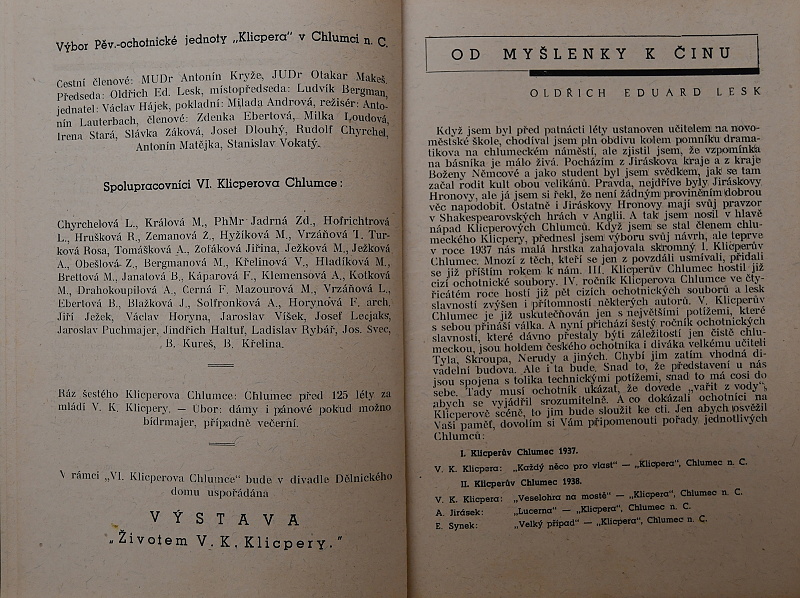 Výbor Pěv.-ochotnické jednoty „Klicpera" v Chlumci n. C.
Čestní členové: MUDr Antonín Kryže, JUDr Otakar Makeš.
Předseda: Oldřich Ed. Lesk, místopředseda: Ludvík Bergman,
jednatel: Václav Hájek, pokladní: Milada Andrová, režisér: Anto-
nín Lauterbach, členové: Zdenka Ebertová, Milka Loudová,
Irena Stará, Slávka Žáková, Josef Dlouhý, Rudolf Chyrchel,
Antonín Matějka, Stanislav Vokatý.
Spolupracovníci VI. Klicperova Chlumce:
Chyrchelová L., Králová M., PhMr Jadrná Zd., Hofrichtrová
L., Hrušková R., Zemanová Z., Hyžíková M., Vrzáňová T., Tur-
ková Rosa, Tomášková A., Žofáková Jiřina, Ježková M., Ježková
A., Obešlová Z., Bergmanová M., Křelinová V., Hladíková M.,
Brettová M., Janatová B., Káparová F., Klemensová A., Kotková
M., Drahokoupilová A., Černá F., Mazourová M., Vrzáňová L.,
Ebertová B., Blažková J., Solfronková A., Horynová F., arch.
Jiří Ježek, Václav Horyna, Jaroslav Víšek, Josef Lecjaks,
Jaroslav Puchmajer, Jindřich Haltuf, Ladislav Rybář, Jos. Švec,
B. Kureš, B. Křelina.
Ráz šestého Klicperova Chlumce: Chlumec před 125 léty za
mládí V. K. Klicpery. — Úbor: dámy i pánové pokud možno
bidrmajer, případně večerní.
V rámci „VI. Klicperova Chlumce" bude v divadle Dělnického
domu uspořádána
VÝSTAVA
„Životem V. K. Klicpery."
OD MYŠLENKY K ČINU
OLDŘICH EDUARD LESK
Když jsem byl před patnácti léty ustanoven učitelem na novo-
městské škole, chodíval jsem pln obdivu kolem pomníku drama-
tikova na chlumeckém náměstí, ale zjistil jsem, že vzpomínka
na básníka je málo živá. Pocházím z Jiráskova kraje a z kraje
Boženy Němcové a jako student byl jsem svědkem, jak se tam
začal rodit kult obou velikánů. Pravda, nejdříve byly Jiráskovy
Hronovy, ale já jsem si řekl, že není žádným proviněním dobrou
věc napodobit. Ostatně i Jiráskovy Hronovy mají svůj pravzor
v Shakespearovských hrách v Anglii. A tak jsem nosil v hlavě
nápad Klicperových Chlumců. Když jsem se stal členem chlu-
meckého Klicpery, přednesl jsem výboru svůj návrh, ale teprve
v roce 1937 nás malá hrstka zahajovala skromný I. Klicperův
Chlumec. Mnozí z těch, kteří se jen z povzdálí usmívali, přidali
se již příštím rokem k nám. III. Klicperův Chlumec hostil již
cizí ochotnické soubory. IV. ročník Klicperova Chlumce ve čty-
řicátém roce hostí již pět cizích ochotnických souborů a lesk
slavností zvýšen i přítomností některých autorů. V. Klicperův
Chlumec je již uskutečňován jen s největšími potížemi, které
s sebou přináší válka. A nyní přichází šestý ročník ochotnických
slavností, které dávno přestaly býti záležitostí jen čistě chlu-
meckou, jsou holdem českého ochotníka i diváka velkému učiteli
Tyla, Škroupa, Nerudy a jiných. Chybí jim zatím vhodná di-
vadelní budova. Ale i ta bude. Snad to, že představení u nás
jsou spojena s tolika technickými potížemi, snad to má cosi do
sebe. Tady musí ochotník ukázat, že dovede „vařit z vody",
abych se vyjádřil srozumitelně. A co dokázali ochotníci na
Klicperově scéně, to jim bude sloužit ke cti. Jen abych osvěžil
Vaši paměť, dovolím si Vám připomenouti pořady jednotlivých
Chlumců:
I. Klicperův Chlumec 1937.
V. K. Klicpera: „Každý něco pro vlast" — „Klicpera", Chlumec n. C.
II. Klicperův Chlumec 1938.
V. K. Klicpera: „Veselohra na mostě" — „Klicpera", Chlumec n. C.
A. Jirásek: „Lucerna" — „Klicpera", Chlumec n. C.
E. Synek: „Velký případ" — „Klicpera", Chlumec n. C.